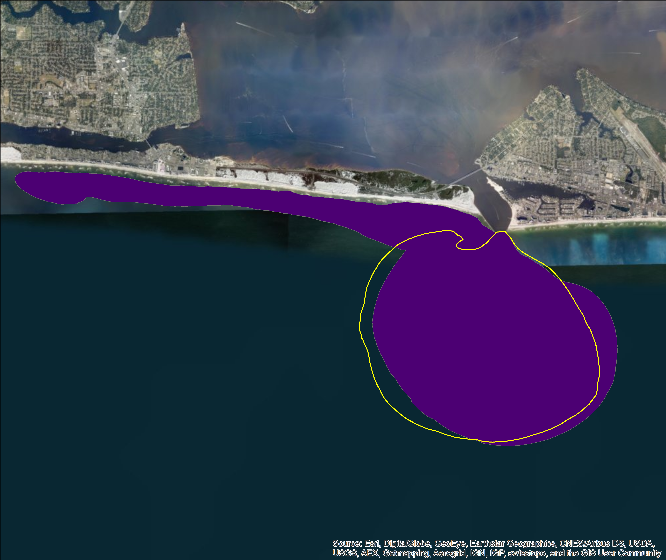 Source: Esri, DigitalGlobe, GeoEye, Earthstar Geographics, CNES/Airbus DS, USDA,
USGS, AEX, Getmapping, Aerogrid, IGN, IGP, swisstopo, and the GIS User Community